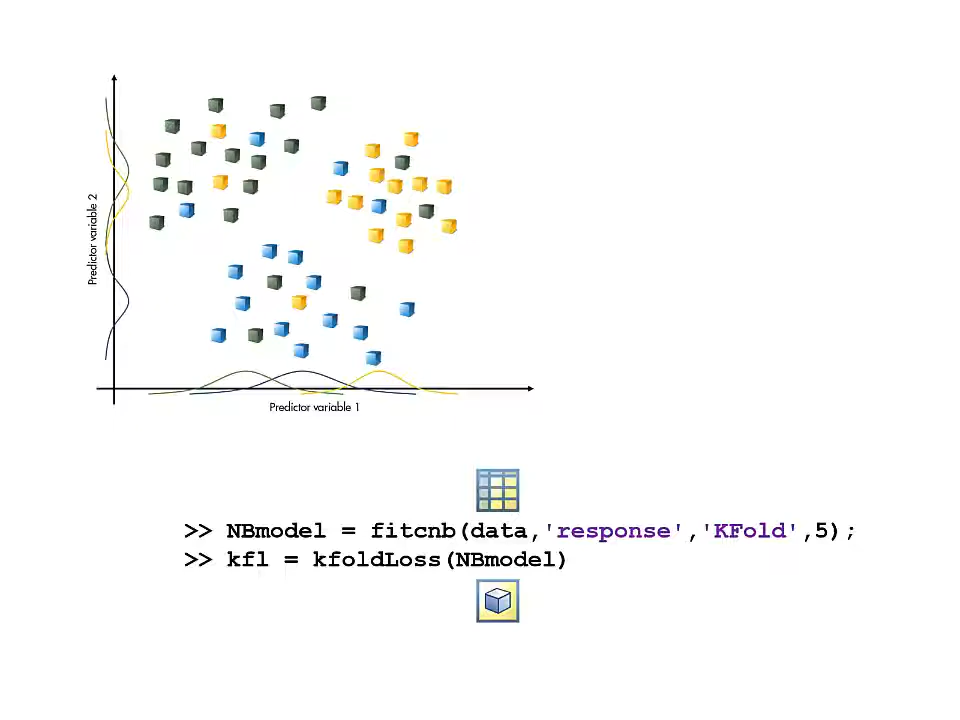 Predictor variable 2
Predictor variable 1
>> NBmodel = fitcnb(data,'response','KFold',5);
>> kfl = kfoldLoss(NBmodel)